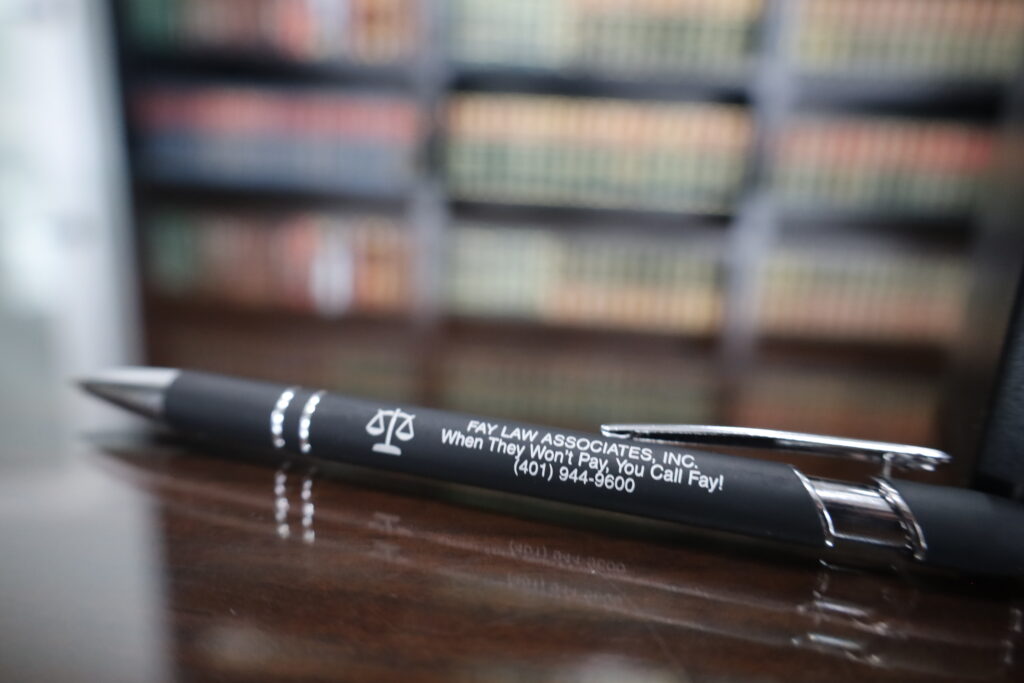 FAY LAW ASSOCIATES, INC.
When They Won't Pay, You Call Fay!
(401) 944-9600